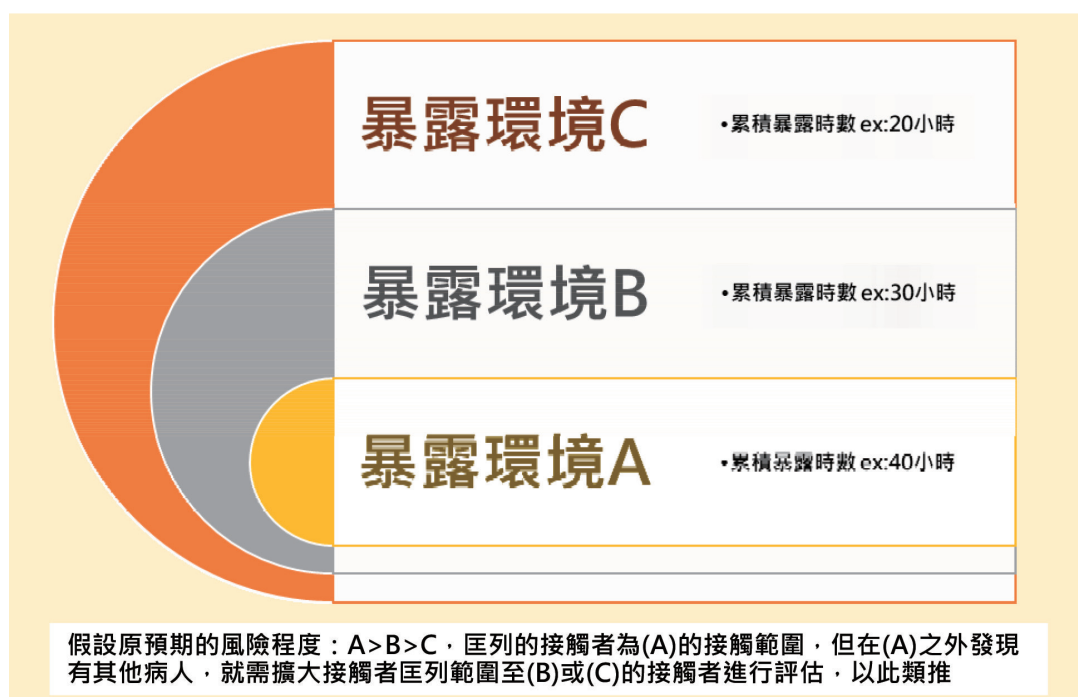 暴露環境C
•累積暴露時數 ex:20小時
暴露環境B
•累積暴露時數 ex:30小時
暴露環境A
•累積暴露時數 ex:40小時
假設原預期的風險程度：A>B>C，匡列的接觸者為(A)的接觸範圍，但在(A)之外發現
有其他病人，就需擴大接觸者匡列範圍至(B)或(C)的接觸者進行評估，以此類推